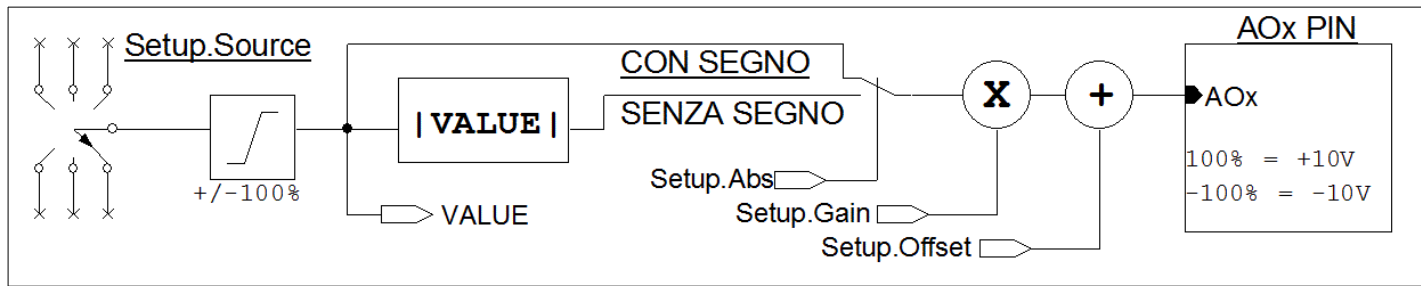 Setup.Source
AOx PIN
CON SEGNO
SENZA SEGNO
|VALUE|
X
+
AOx
+/-100%
100% = +10V
-100% = -10V
Setup.Abs
VALUE
Setup.Gain
Setup.Offset